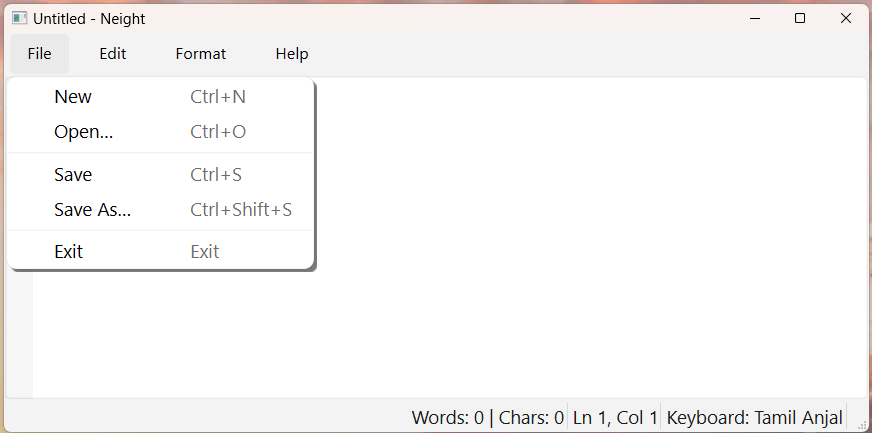 Untitled - Neight
File Edit Format Help
New Ctrl+N
Open... Ctrl+O
Save Ctrl+S
Save As... Ctrl+Shift+S
Exit Exit
Words: 0 | Chars: 0 Ln 1, Col 1 Keyboard: Tamil Anjal